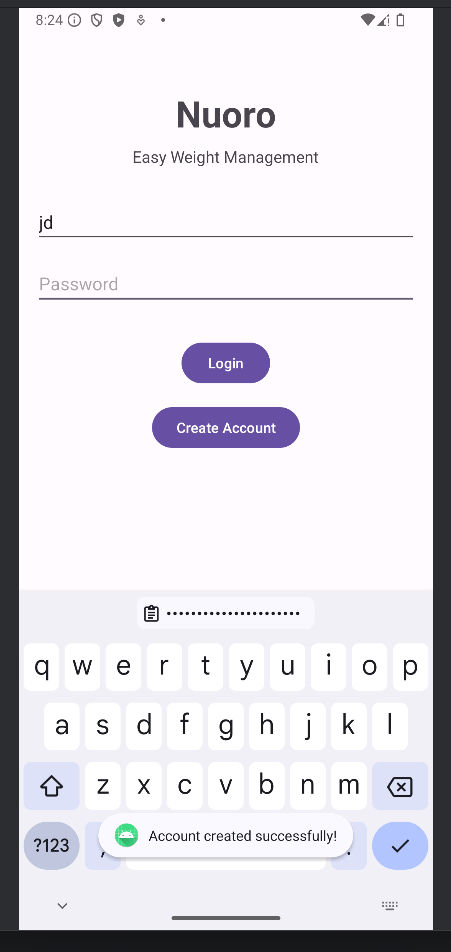 8:24
Nuoro
Easy Weight Management
jd
Password
Login
Create Account
••••••••••••••••••••••
q w e r t y u i o p
a s d f g h j k l
z x c v b n m
?123 , .
Account created successfully!